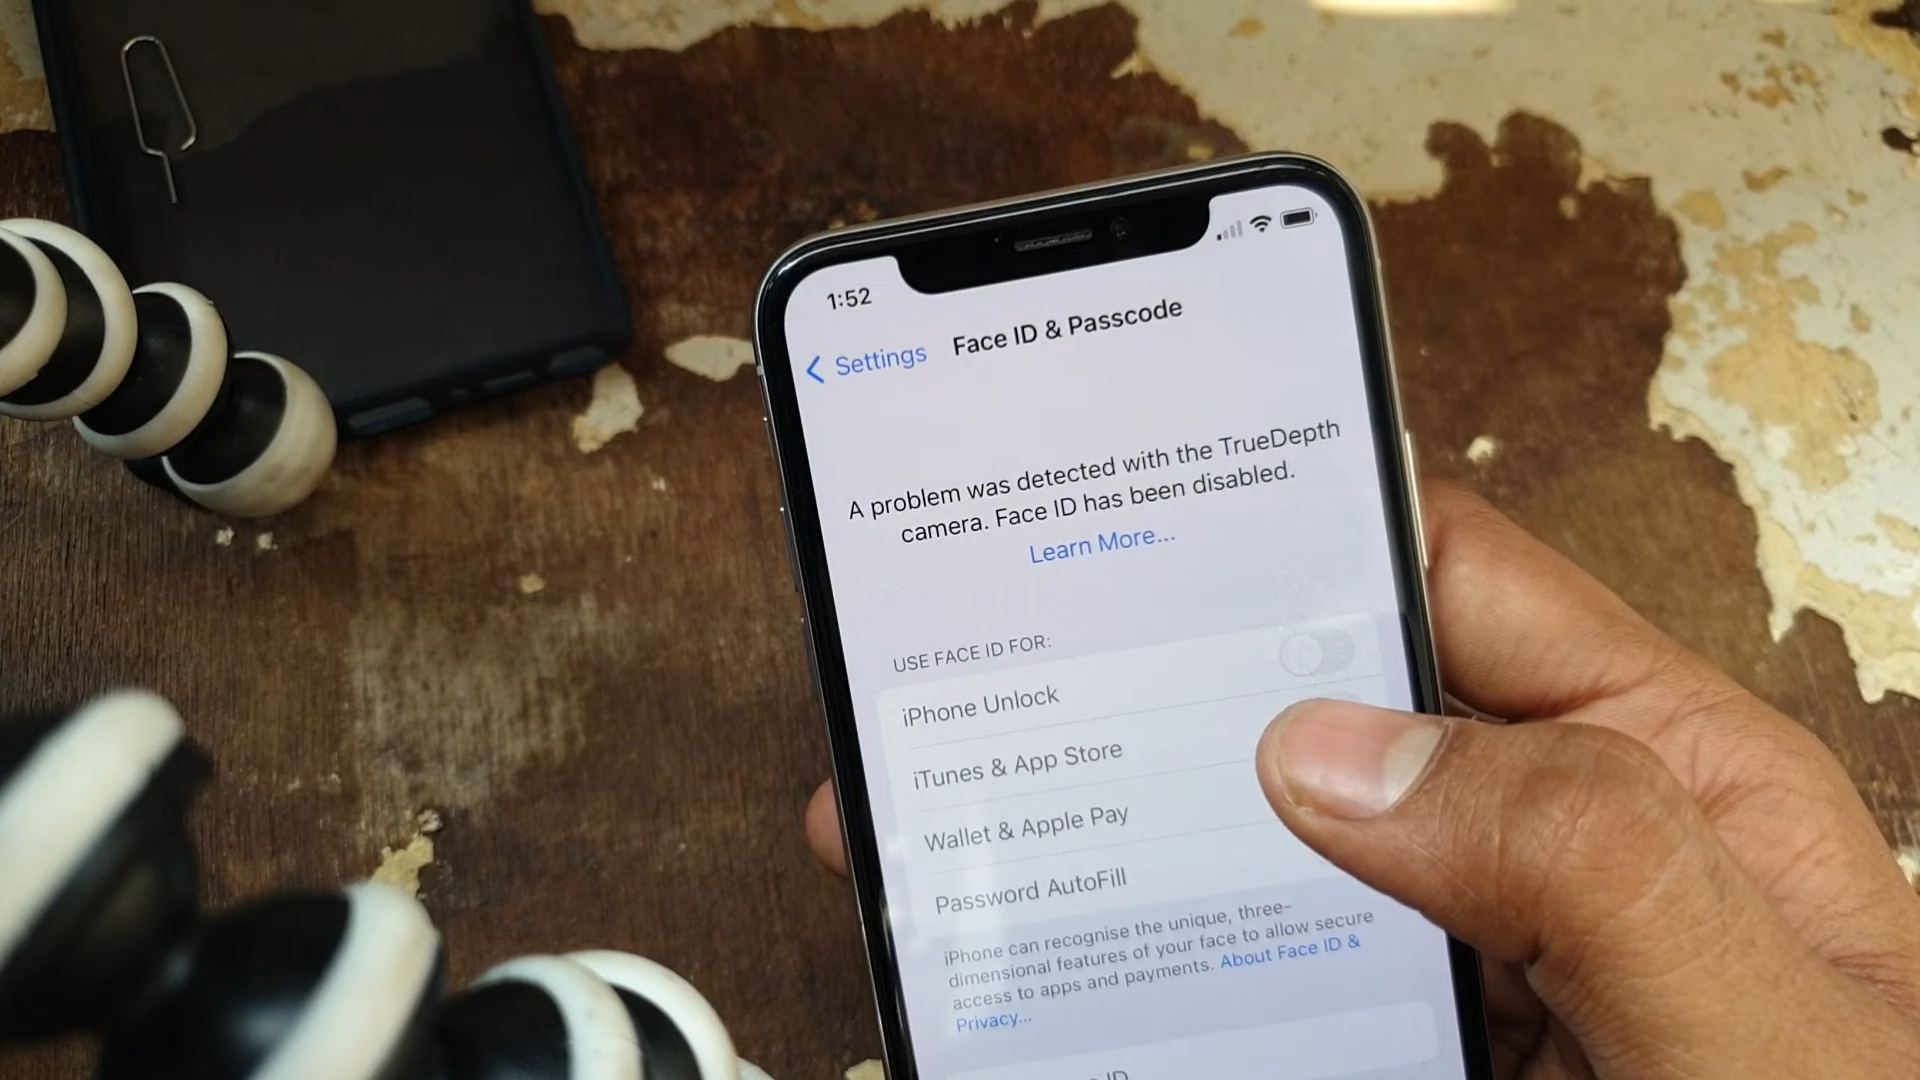 1:52
Settings
Face ID & Passcode
A problem was detected with the TrueDepth
camera. Face ID has been disabled.
Learn More...
USE FACE ID FOR:
iPhone Unlock
iTunes & App Store
Wallet & Apple Pay
Password AutoFill
iPhone can recognise the unique, three-
dimensional features of your face to allow secure
access to apps and payments. About Face ID &
Privacy...